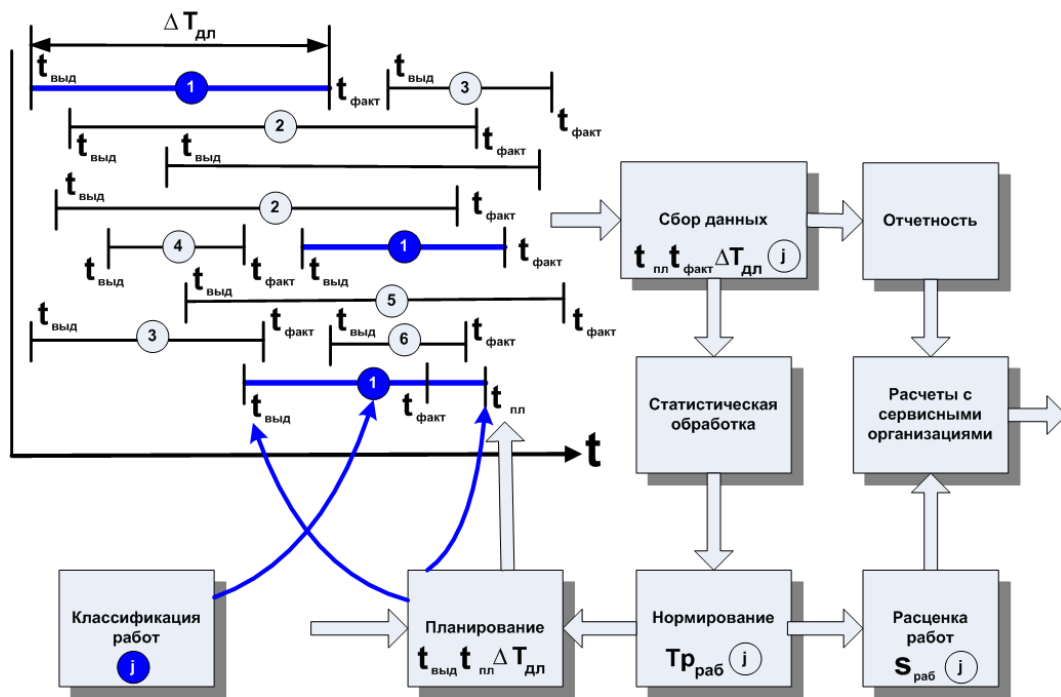 Δ Tдл
tвыд
1
tфакт
tвыд
3
tфакт
2
tвыд
tфакт
tвыд
tвыд
2
tфакт
4
1
tвыд
tфакт
tвыд
tфакт
tвыд
5
tвыд
3
tфакт
tвыд
6
tфакт
tфакт
1
tвыд
tфакт
tпл
t
Сбор данных
tпл tфакт ΔTдл j
Отчетность
Статистическая
обработка
Расчеты с
сервисными
организациями
Классификация
работ
j
Планирование
tвыд tпл ΔTдл
Нормирование
Tрраб j
Расценка
работ
Sраб j